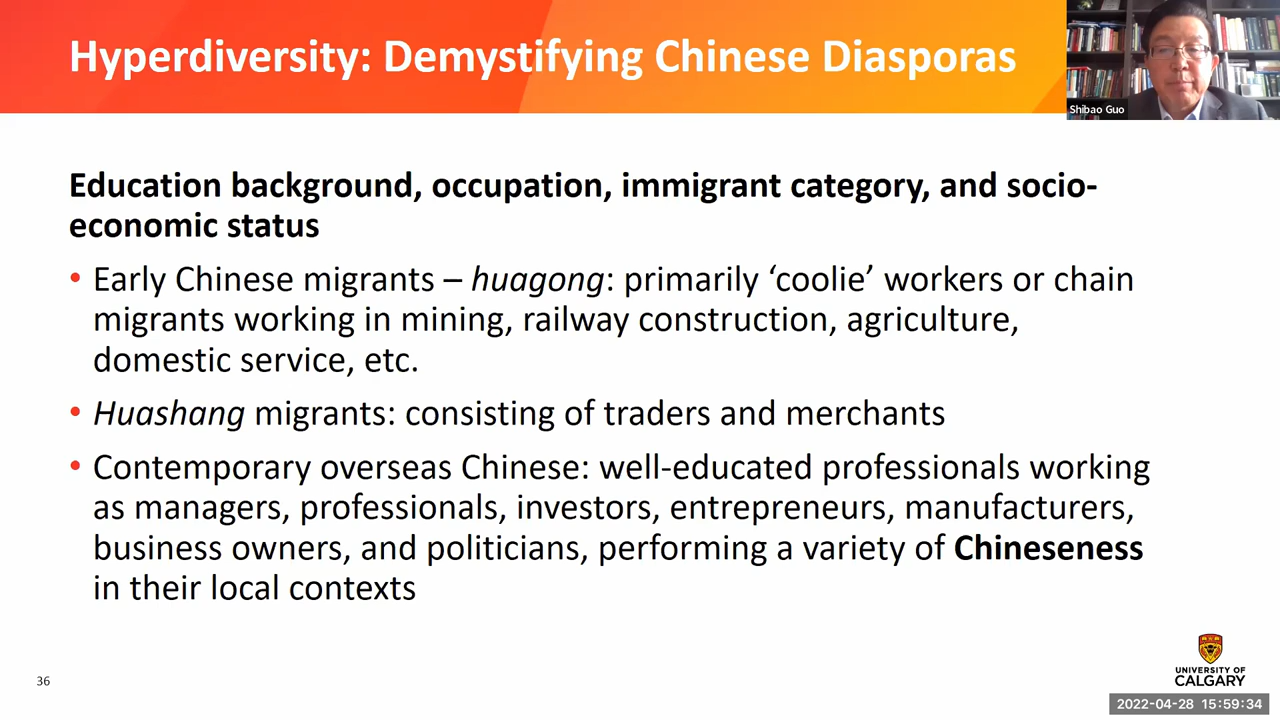 Hyperdiversity: Demystifying Chinese Diasporas
Shibao Guo
Education background, occupation, immigrant category, and socio-
economic status
• Early Chinese migrants – huagong: primarily ‘coolie’ workers or chain
migrants working in mining, railway construction, agriculture,
domestic service, etc.
• Huashang migrants: consisting of traders and merchants
• Contemporary overseas Chinese: well-educated professionals working
as managers, professionals, investors, entrepreneurs, manufacturers,
business owners, and politicians, performing a variety of Chineseness
in their local contexts
36
UNIVERSITY OF
CALGARY
2022-04-28 15:59:34